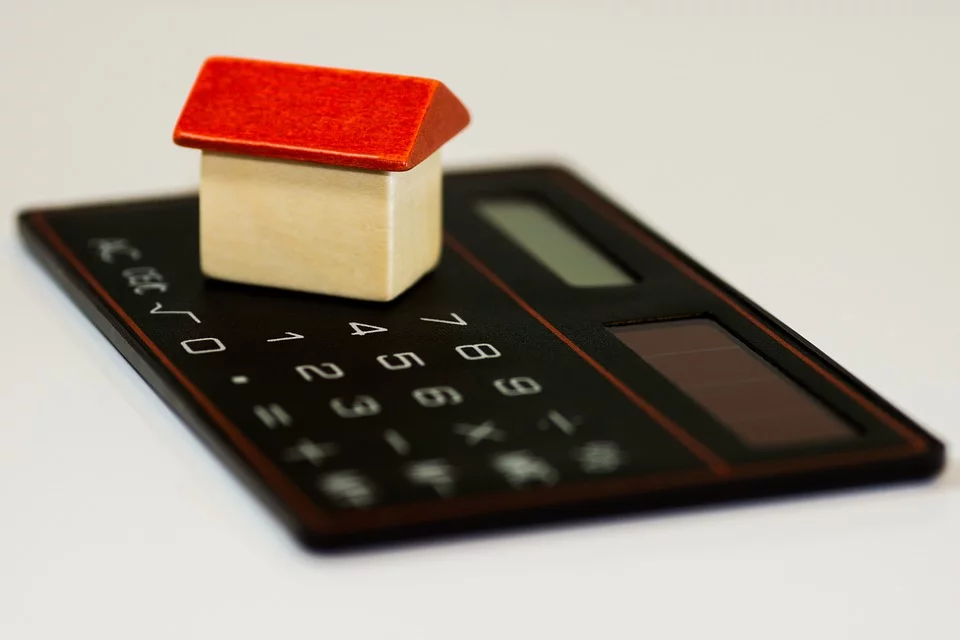 7 8 9 ÷
4 5 6 ×
1 2 3 −
AC CE/C √ 0 . = +